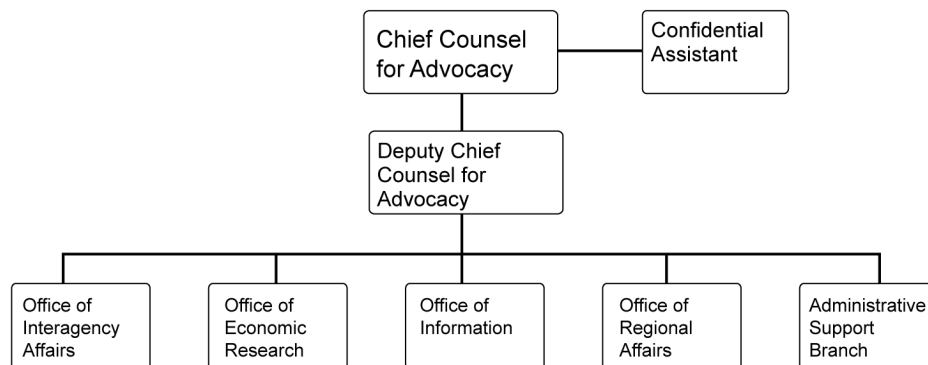 Chief Counsel
for Advocacy
Confidential
Assistant
Deputy Chief
Counsel for
Advocacy
Office of
Interagency
Affairs
Office of
Economic
Research
Office of
Information
Office of
Regional
Affairs
Administrative
Support
Branch